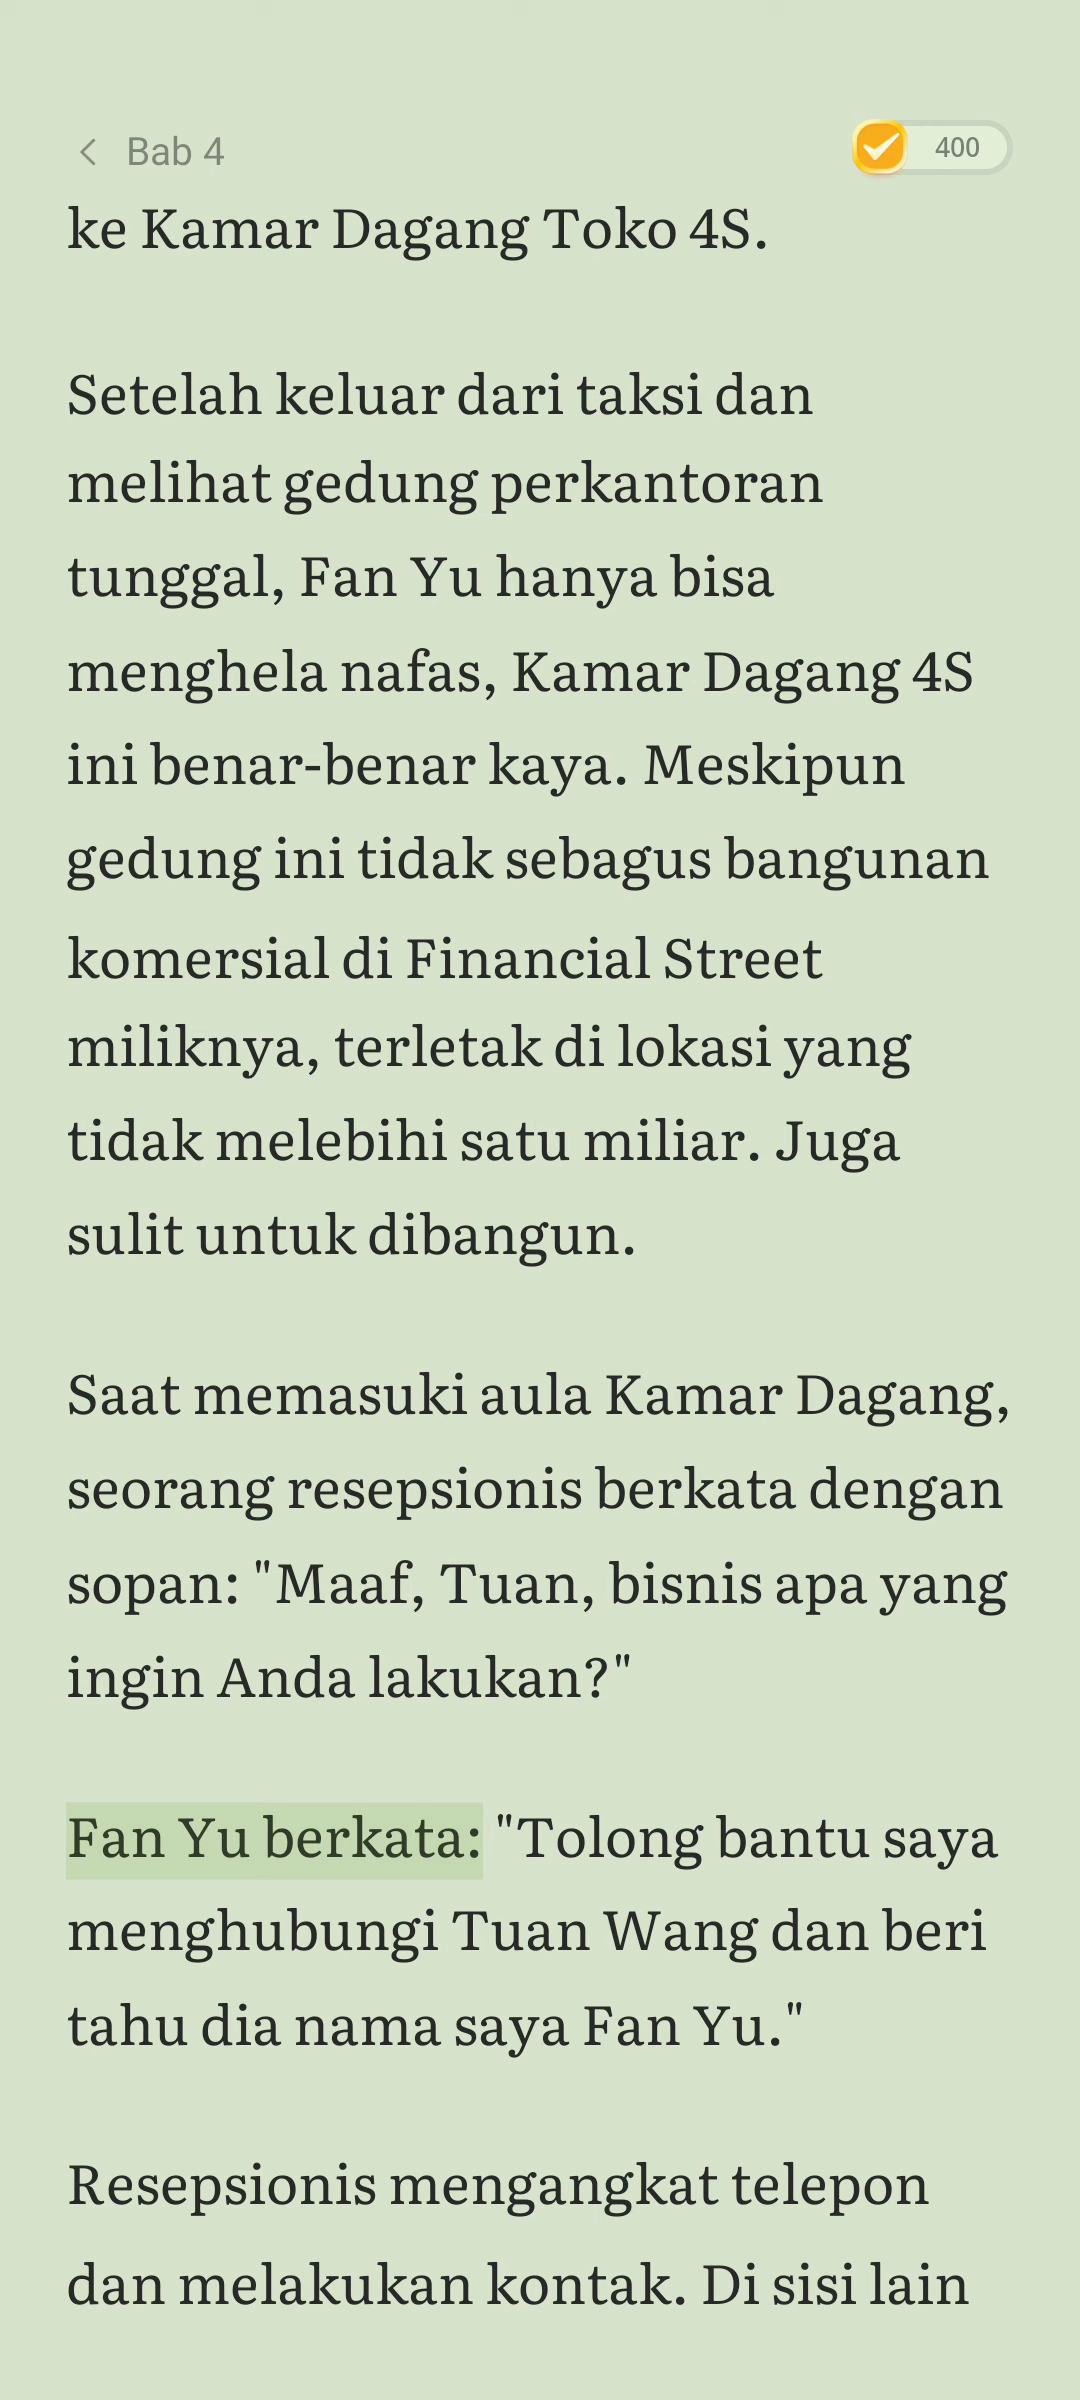 Bab 4
400
ke Kamar Dagang Toko 4S.
Setelah keluar dari taksi dan
melihat gedung perkantoran
tunggal, Fan Yu hanya bisa
menghela nafas, Kamar Dagang 4S
ini benar-benar kaya. Meskipun
gedung ini tidak sebagus bangunan
komersial di Financial Street
miliknya, terletak di lokasi yang
tidak melebihi satu miliar. Juga
sulit untuk dibangun.
Saat memasuki aula Kamar Dagang,
seorang resepsionis berkata dengan
sopan: "Maaf, Tuan, bisnis apa yang
ingin Anda lakukan?"
Fan Yu berkata: "Tolong bantu saya
menghubungi Tuan Wang dan beri
tahu dia nama saya Fan Yu."
Resepsionis mengangkat telepon
dan melakukan kontak. Di sisi lain